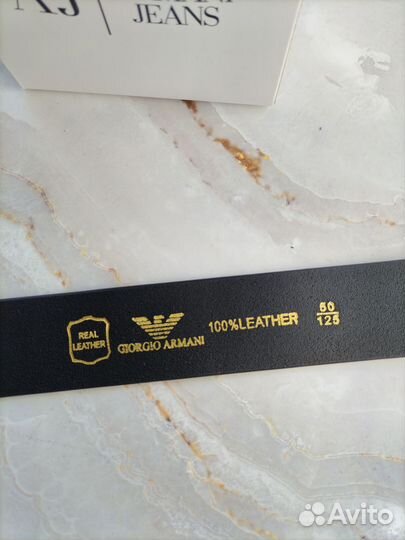 JEANS
REAL
LEATHER
GIORGIO ARMANI
100%LEATHER
50
125
Avito